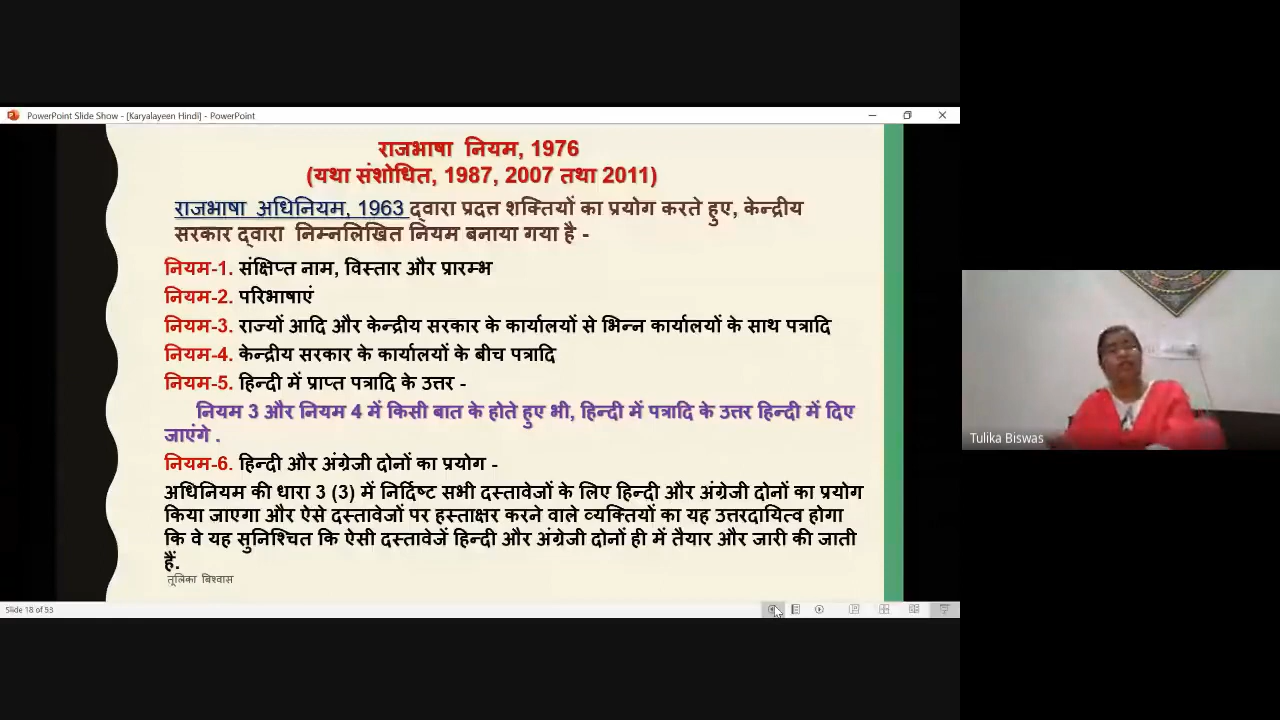 PowerPoint Slide Show - [Karyalayeen Hindi] - PowerPoint
राजभाषा नियम, 1976
(यथा संशोधित, 1987, 2007 तथा 2011)
राजभाषा अधिनियम, 1963 द्वारा प्रदत्त शक्तियों का प्रयोग करते हुए, केन्द्रीय
सरकार द्वारा निम्नलिखित नियम बनाया गया है -
नियम-1. संक्षिप्त नाम, विस्तार और प्रारम्भ
नियम-2. परिभाषाएं
नियम-3. राज्यों आदि और केन्द्रीय सरकार के कार्यालयों से भिन्न कार्यालयों के साथ पत्रादि
नियम-4. केन्द्रीय सरकार के कार्यालयों के बीच पत्रादि
नियम-5. हिन्दी में प्राप्त पत्रादि के उत्तर -
नियम 3 और नियम 4 में किसी बात के होते हुए भी, हिन्दी में पत्रादि के उत्तर हिन्दी में दिए
जाएंगे .
नियम-6. हिन्दी और अंग्रेजी दोनों का प्रयोग -
अधिनियम की धारा 3 (3) में निर्दिष्ट सभी दस्तावेजों के लिए हिन्दी और अंग्रेजी दोनों का प्रयोग
किया जाएगा और ऐसे दस्तावेजों पर हस्ताक्षर करने वाले व्यक्तियों का यह उत्तरदायित्व होगा
कि वे यह सुनिश्चित कि ऐसी दस्तावेजें हिन्दी और अंग्रेजी दोनों ही में तैयार और जारी की जाती
हैं.
तूलिका बिश्वास
Slide 18 of 53
Tulika Biswas